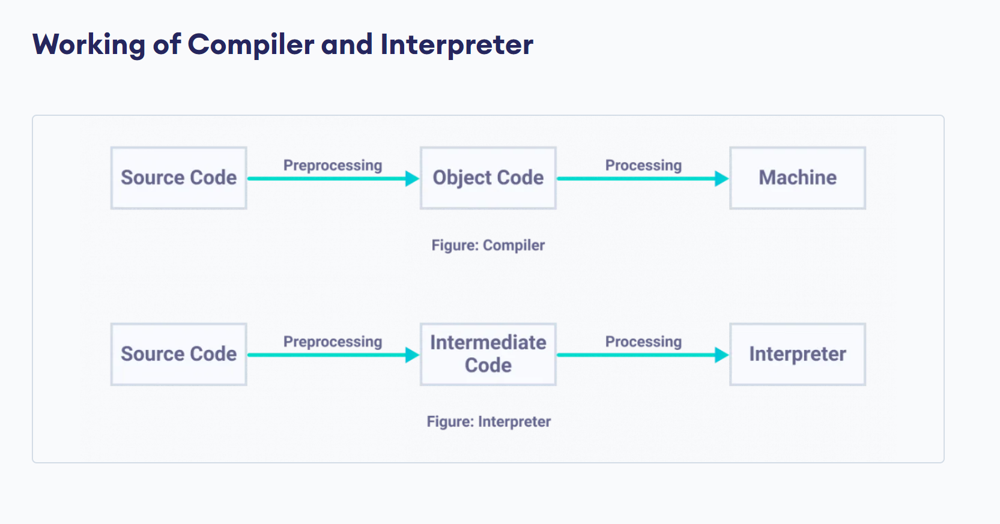 Working of Compiler and Interpreter
Source Code
Preprocessing
Object Code
Processing
Machine
Figure: Compiler
Source Code
Preprocessing
Intermediate
Code
Processing
Interpreter
Figure: Interpreter